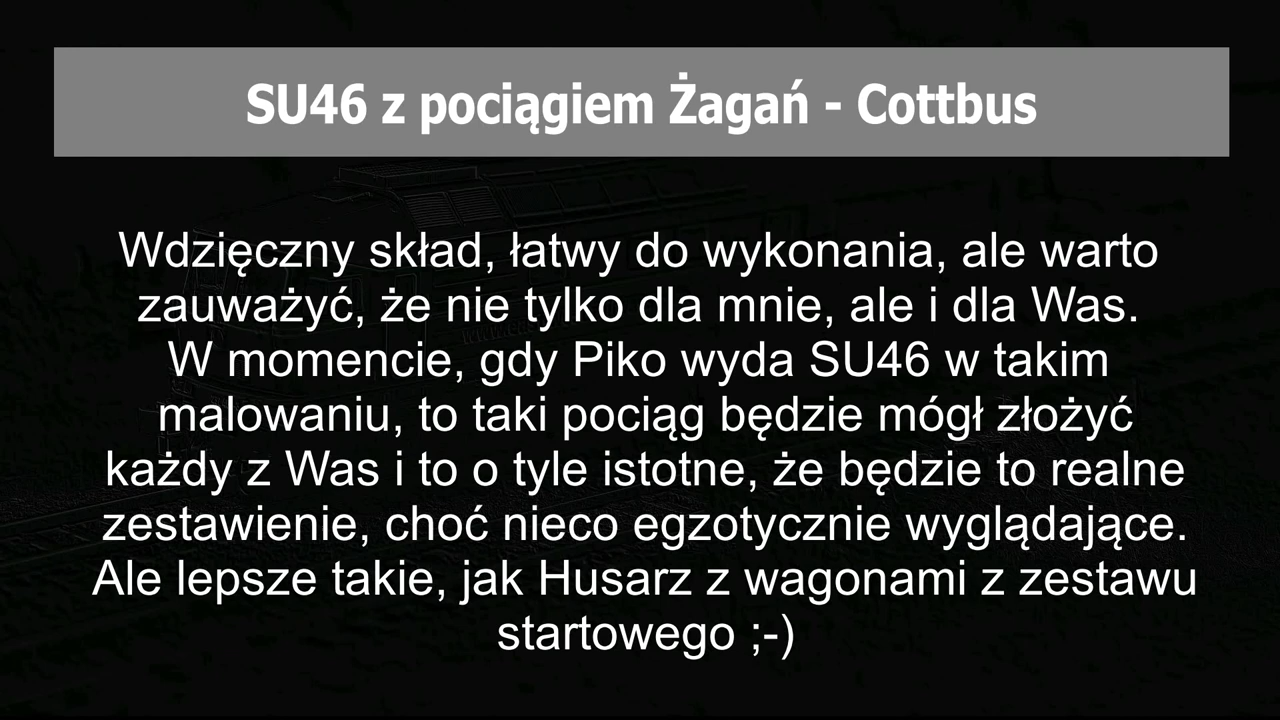 SU46 z pociągiem Żagań - Cottbus
Wdzięczny skład, łatwy do wykonania, ale warto
zauważyć, że nie tylko dla mnie, ale i dla Was.
W momencie, gdy Piko wyda SU46 w takim
malowaniu, to taki pociąg będzie mógł złożyć
każdy z Was i to o tyle istotne, że będzie to realne
zestawienie, choć nieco egzotycznie wyglądające.
Ale lepsze takie, jak Husarz z wagonami z zestawu
startowego ;-)